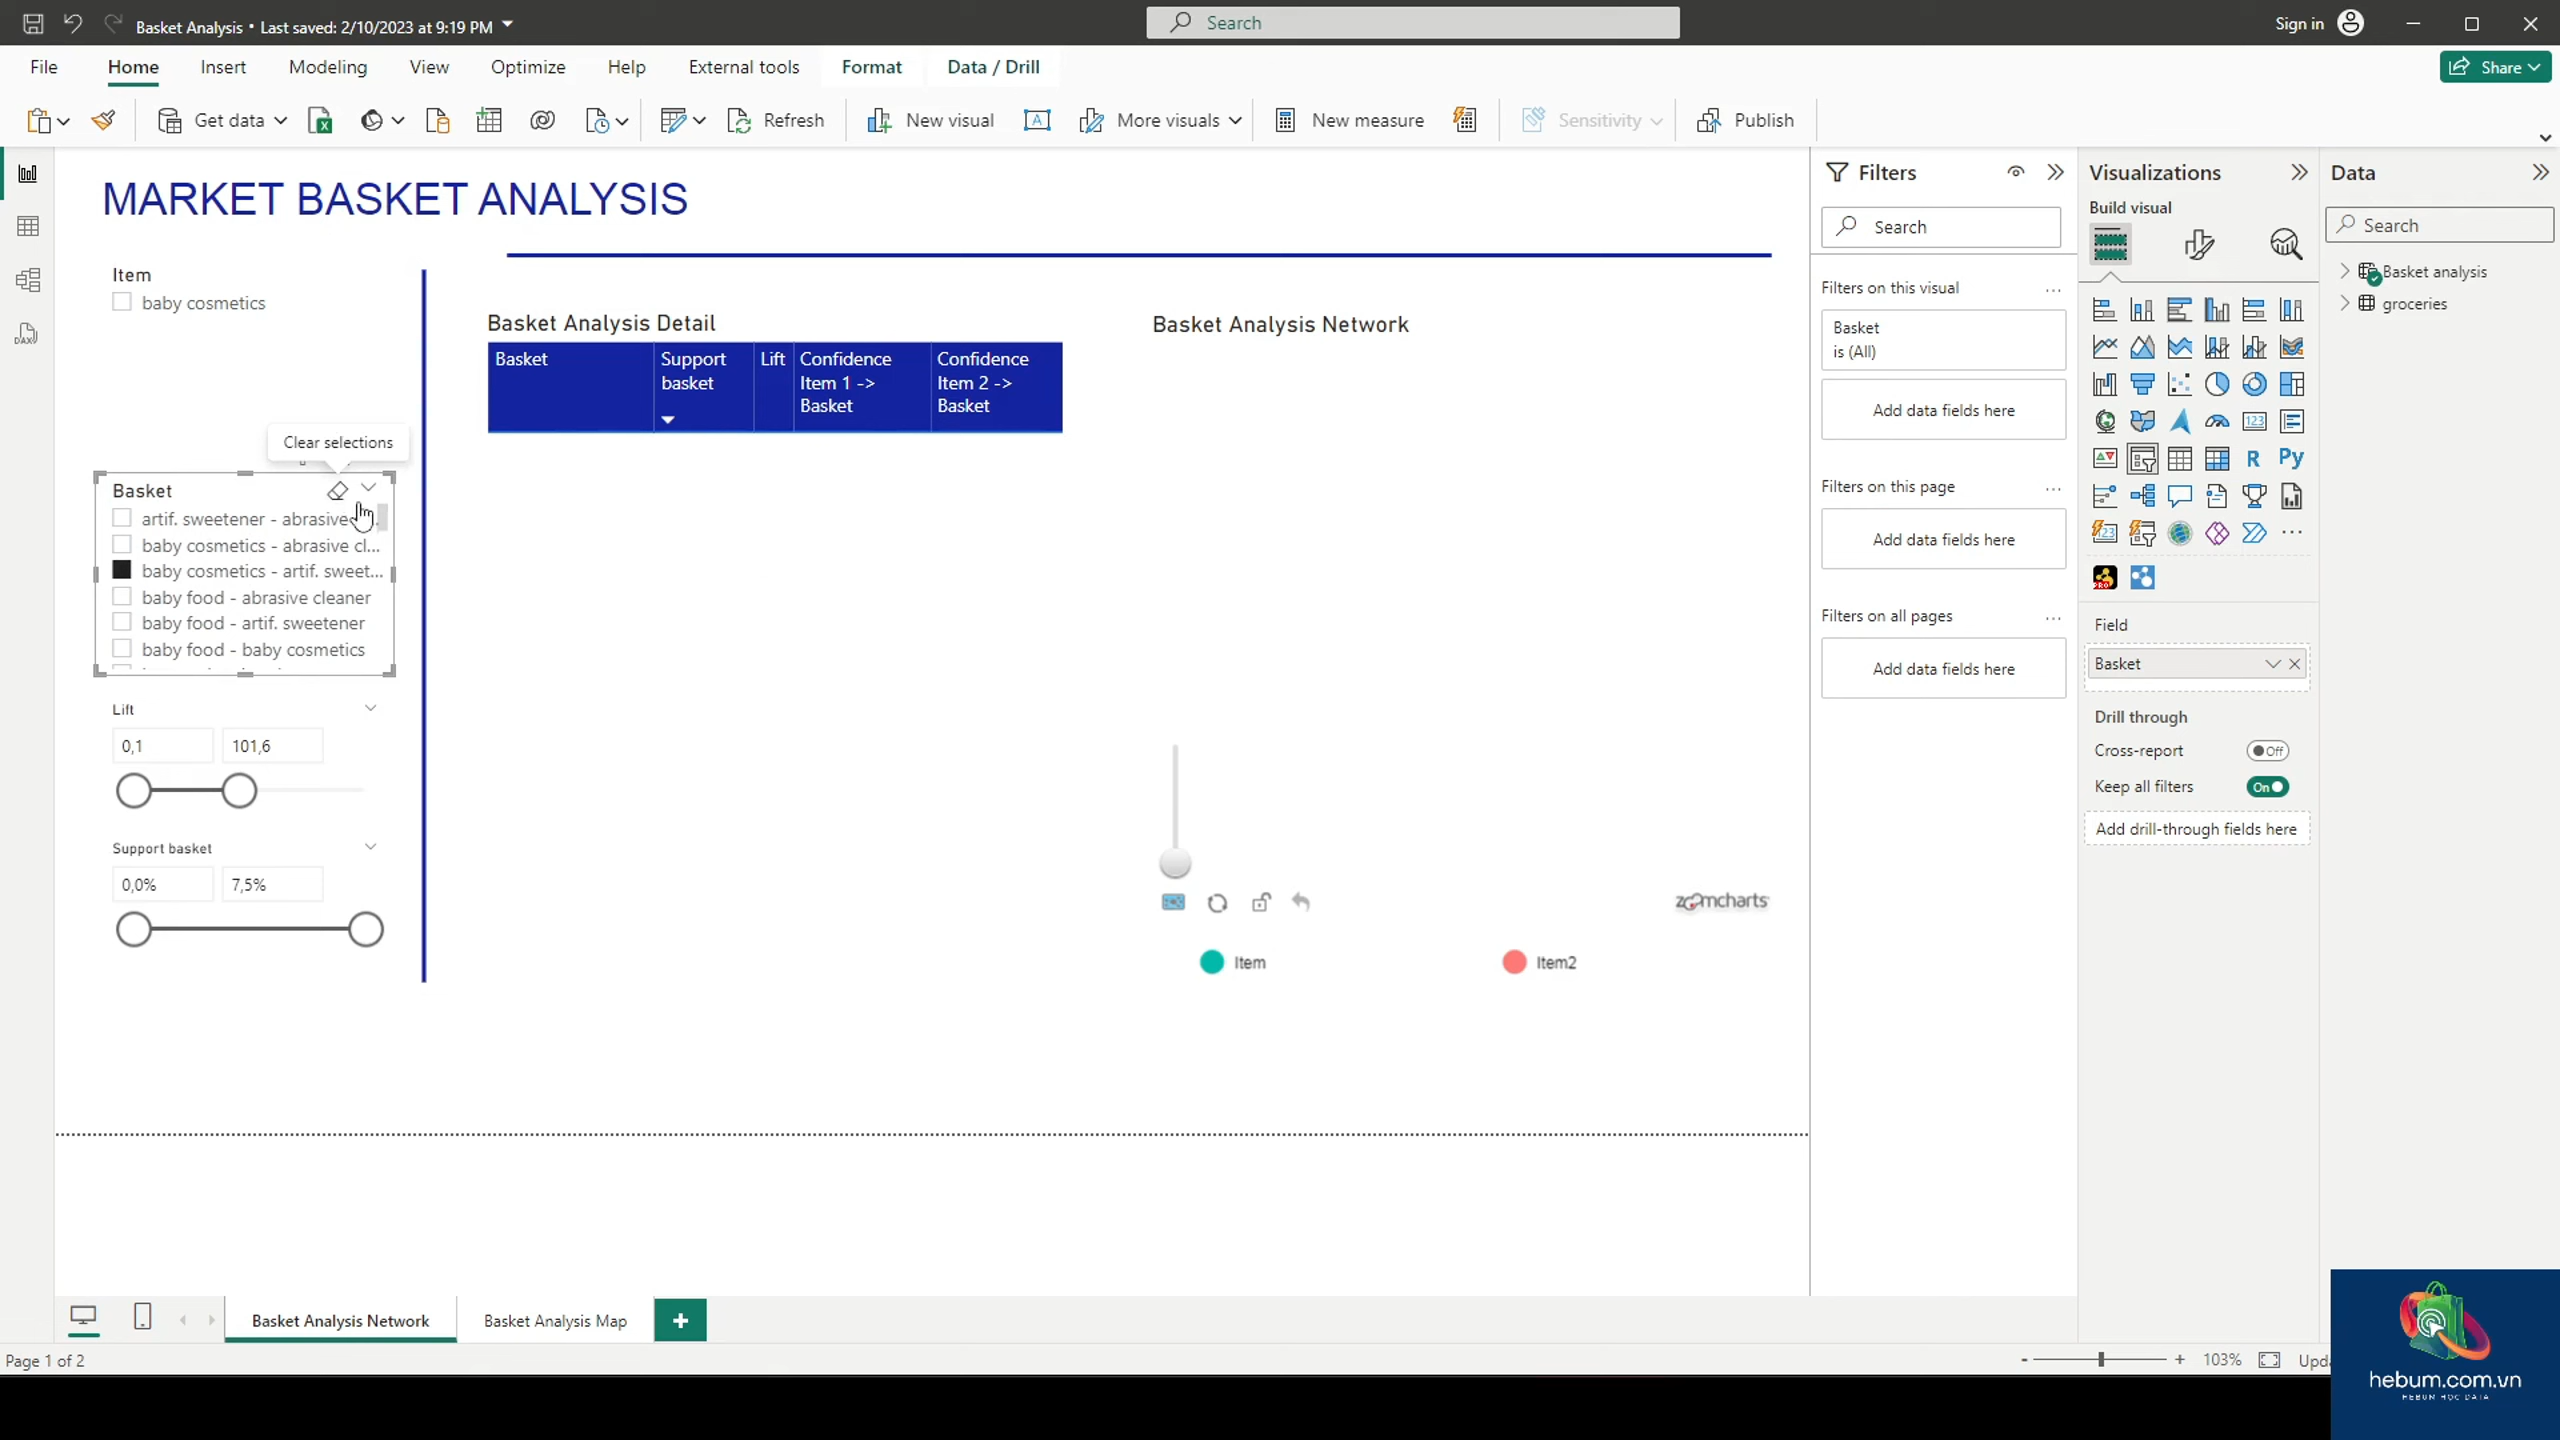 Basket Analysis • Last saved: 2/10/2023 at 9:19 PM
Search
Sign in
File
Home
Insert
Modeling
View
Optimize
Help
External tools
Format
Data / Drill
Share
Get data
Refresh
New visual
More visuals
New measure
Sensitivity
Publish
MARKET BASKET ANALYSIS
Item
baby cosmetics
Clear selections
Basket
artif. sweetener - abrasive
baby cosmetics - abrasive cl...
baby cosmetics - artif. sweet...
baby food - abrasive cleaner
baby food - artif. sweetener
baby food - baby cosmetics
Lift
0,1
101,6
Support basket
0,0%
7,5%
Basket Analysis Detail
Basket
Support
basket
Lift
Confidence
Item 1 ->
Basket
Confidence
Item 2 ->
Basket
Basket Analysis Network
zoomcharts
Item
Item2
Filters
Search
Filters on this visual
...
Basket
is (All)
Add data fields here
Filters on this page
...
Add data fields here
Filters on all pages
...
Add data fields here
Visualizations
Build visual
123
R
Py
123
...
PRO
Field
Basket
Drill through
Cross-report
Off
Keep all filters
On
Add drill-through fields here
Data
Search
Basket analysis
groceries
DAX
Basket Analysis Network
Basket Analysis Map
+
Page 1 of 2
- + 103%
Upd
hebum.com.vn
HEBUM HOC DATA